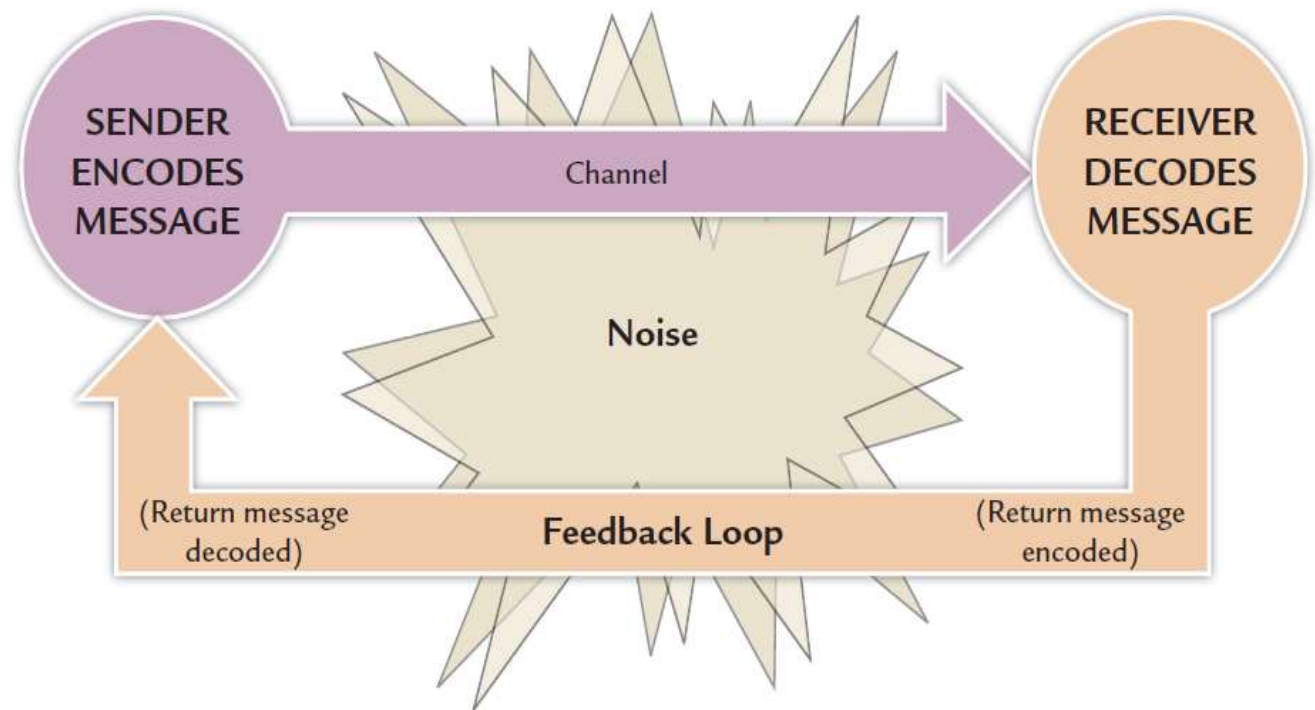 SENDER
ENCODES
MESSAGE
Channel
RECEIVER
DECODES
MESSAGE
Noise
(Return message
decoded)
Feedback Loop
(Return message
encoded)